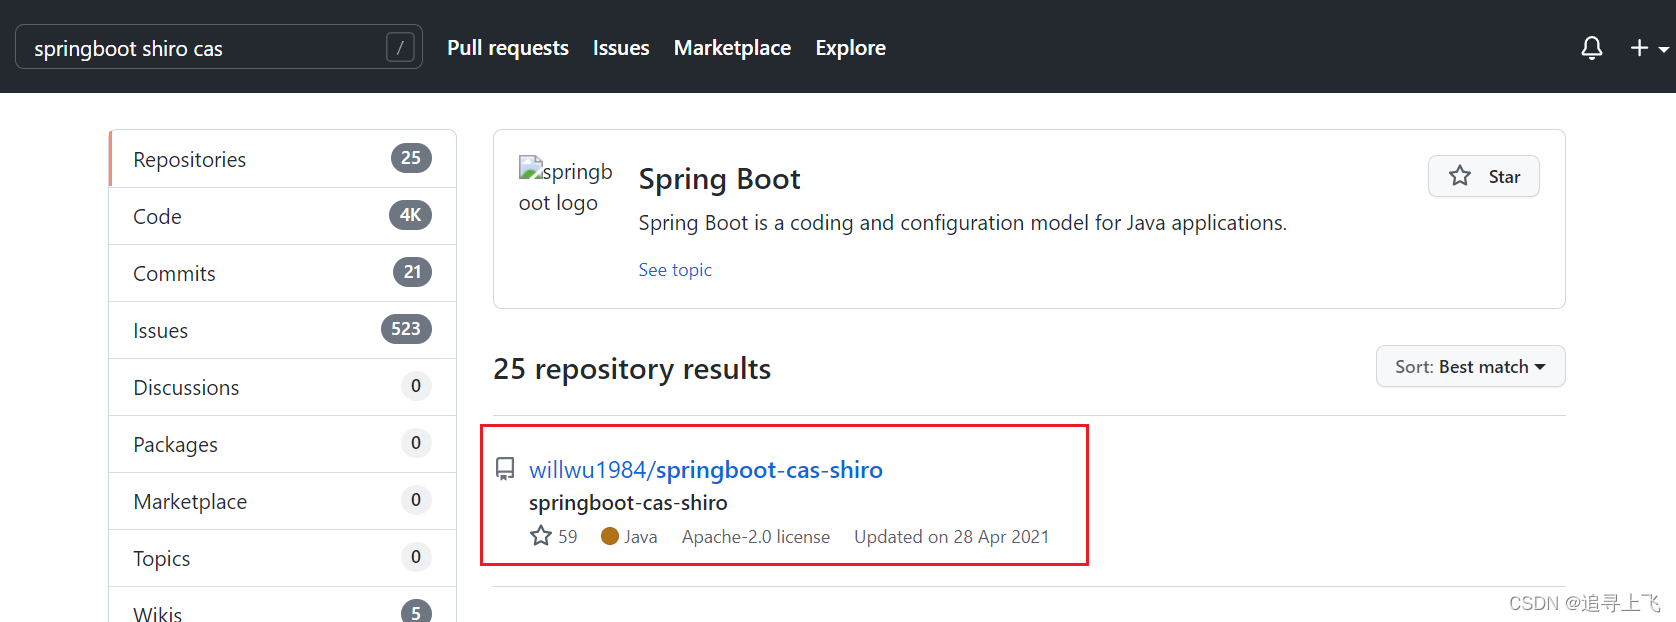 springboot shiro cas
/
Pull requests
Issues
Marketplace
Explore
Repositories 25
Code 4K
Commits 21
Issues 523
Discussions 0
Packages 0
Marketplace 0
Topics 0
Wikis 5
springb
oot logo
Spring Boot
Star
Spring Boot is a coding and configuration model for Java applications.
See topic
25 repository results
Sort: Best match
willwu1984/springboot-cas-shiro
springboot-cas-shiro
59 Java Apache-2.0 license Updated on 28 Apr 2021
CSDN @追寻上飞